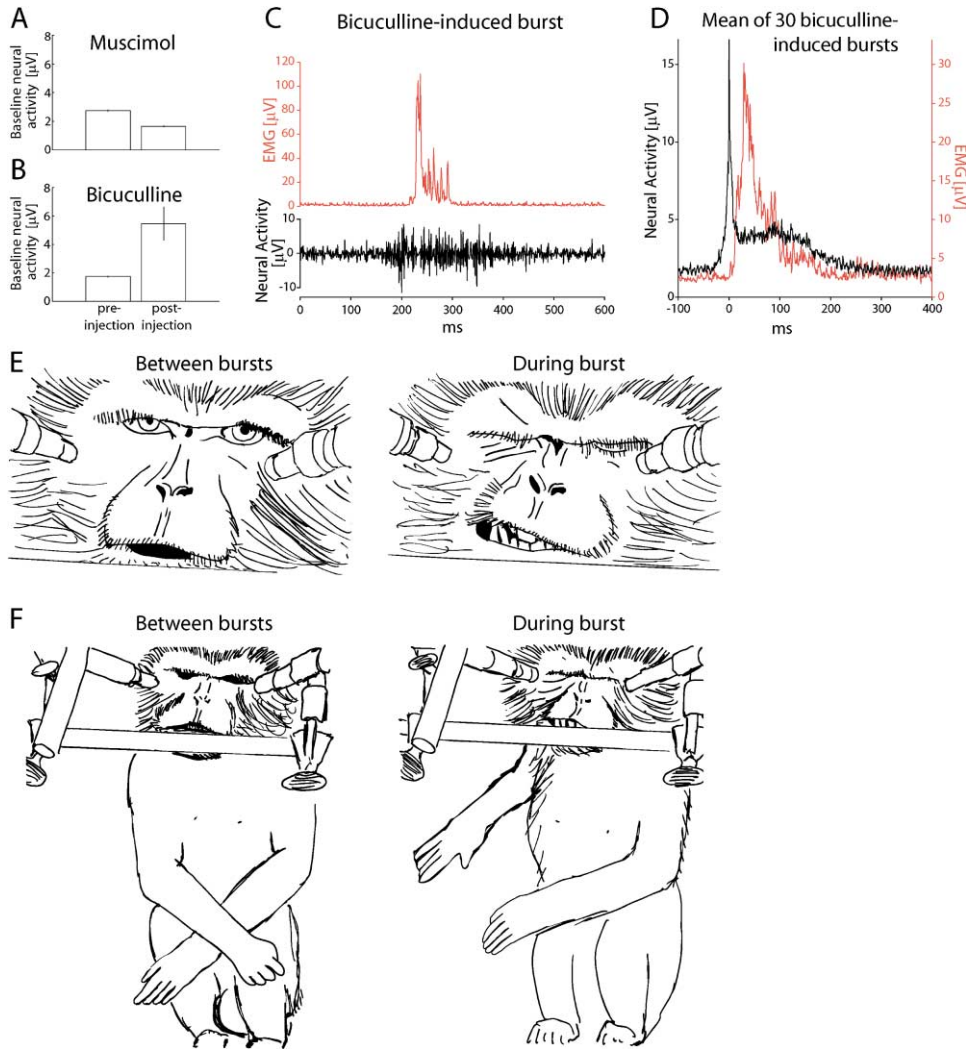 A
Muscimol
Baseline neural
activity [µV]
8
6
4
2
0
B
Bicuculline
Baseline neural
activity [µV]
8
6
4
2
0
pre-
injection
post-
injection
C
Bicuculline-induced burst
EMG [µV]
120
100
80
60
40
20
0
Neural Activity
[µV]
10
0
-10
0 100 200 300 400 500 600
ms
D
Mean of 30 bicuculline-
induced bursts
Neural Activity [µV]
15
10
5
0
EMG [µV]
30
25
20
15
10
5
0
-100 0 100 200 300 400
ms
E
Between bursts
During burst
F
Between bursts
During burst